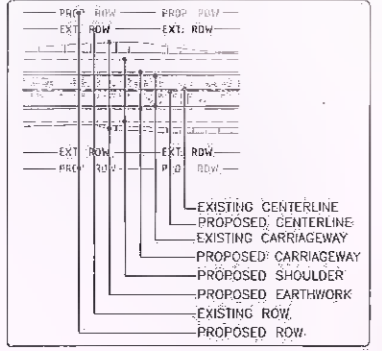 PROP ROW PROP ROW
EXT. ROW EXT. ROW
EXT ROW EXT. ROW
PROP ROW ROW
EXISTING CENTERLINE
PROPOSED CENTERLINE
EXISTING CARRIAGEWAY
PROPOSED CARRIAGEWAY
PROPOSED SHOULDER
PROPOSED EARTHWORK
EXISTING ROW
PROPOSED ROW